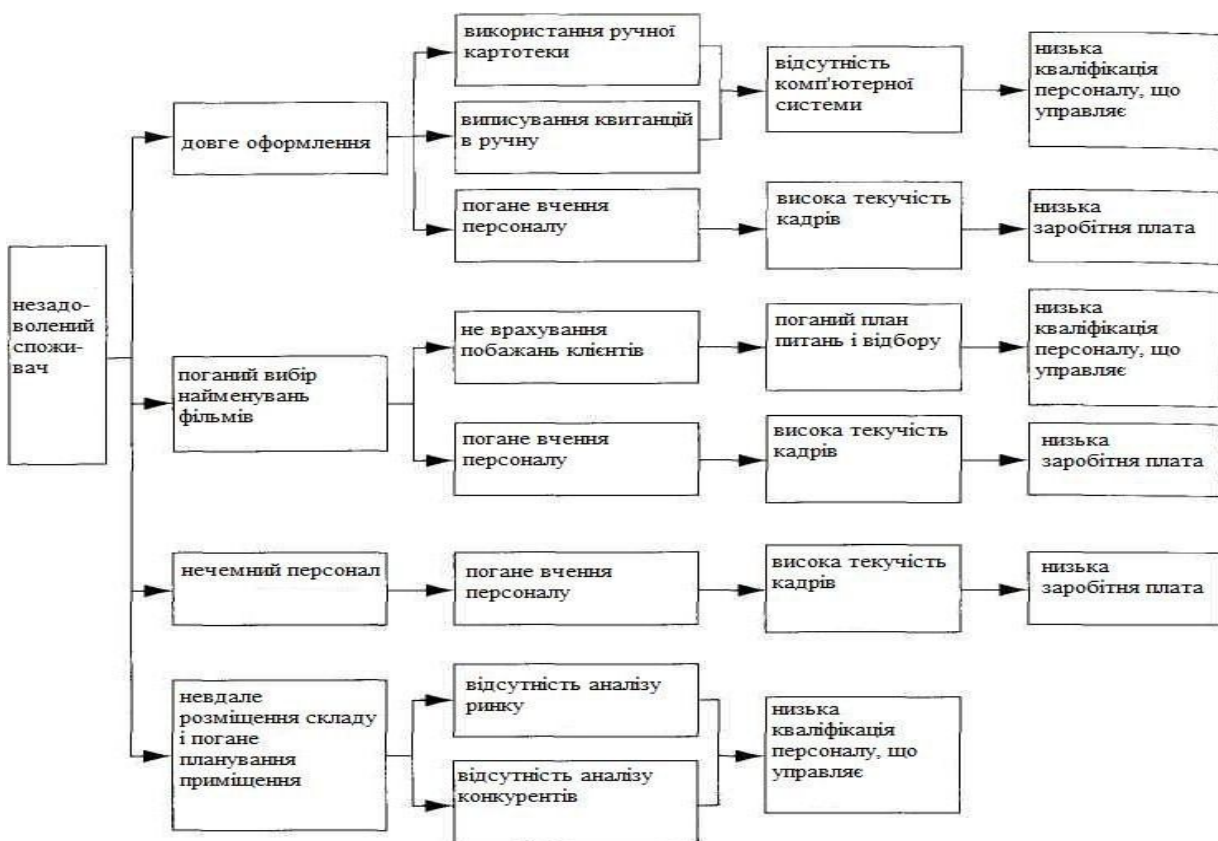 незадо-
волений
спожи-
вач
довге оформлення
використання ручної
картотеки
виписування квитанцій
в ручну
відсутність
комп'ютерної
системи
низька
кваліфікація
персоналу, що
управляє
погане вчення
персоналу
висока текучість
кадрів
низька
заробітня плата
поганий вибір
найменувань
фільмів
не врахування
побажань клієнтів
поганий план
питань і відбору
низька
кваліфікація
персоналу, що
управляє
погане вчення
персоналу
висока текучість
кадрів
низька
заробітня плата
нечемний персонал
погане вчення
персоналу
висока текучість
кадрів
низька
заробітня плата
невдале
розміщення складу
і погане
планування
приміщення
відсутність аналізу
ринку
відсутність аналізу
конкурентів
низька
кваліфікація
персоналу, що
управляє